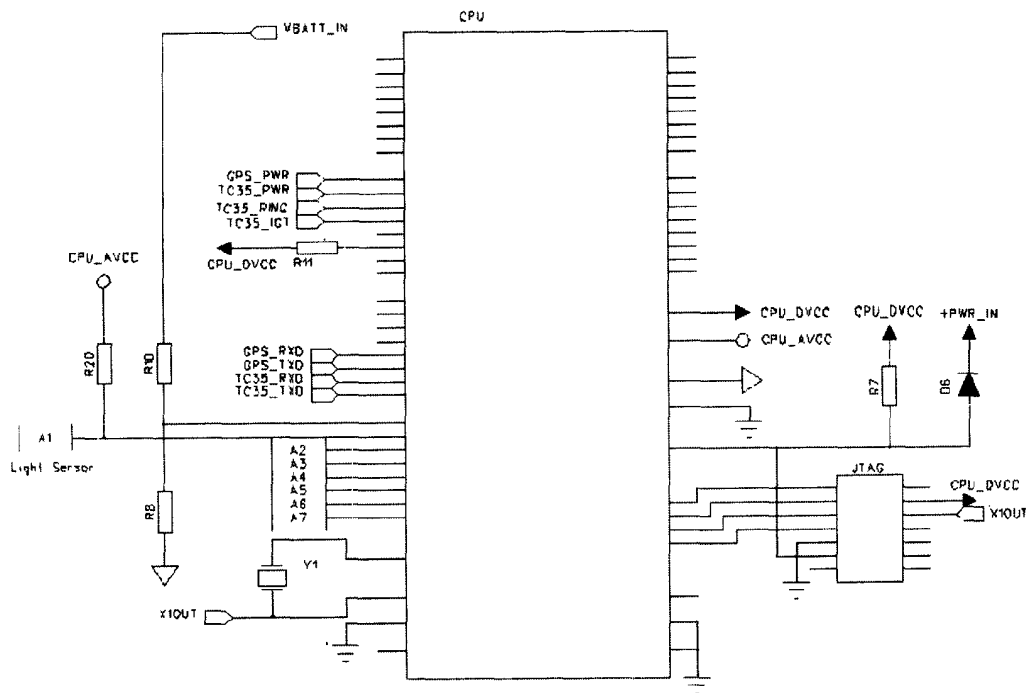 CPU
VBATT_IN
GPS_PWR
TC35_PWR
TC35_RING
TC35_IGT
CPU_DVCC
R11
CPU_AVCC
R20
R10
GPS_RXD
GPS_TXD
TC35_RXD
TC35_TXD
A1
Light Sensor
A2
A3
A4
A5
A6
A7
R8
Y1
X1OUT
CPU_DVCC
CPU_AVCC
CPU_DVCC
+PWR_IN
R7
D6
JTAG
CPU_DVCC
X1OUT